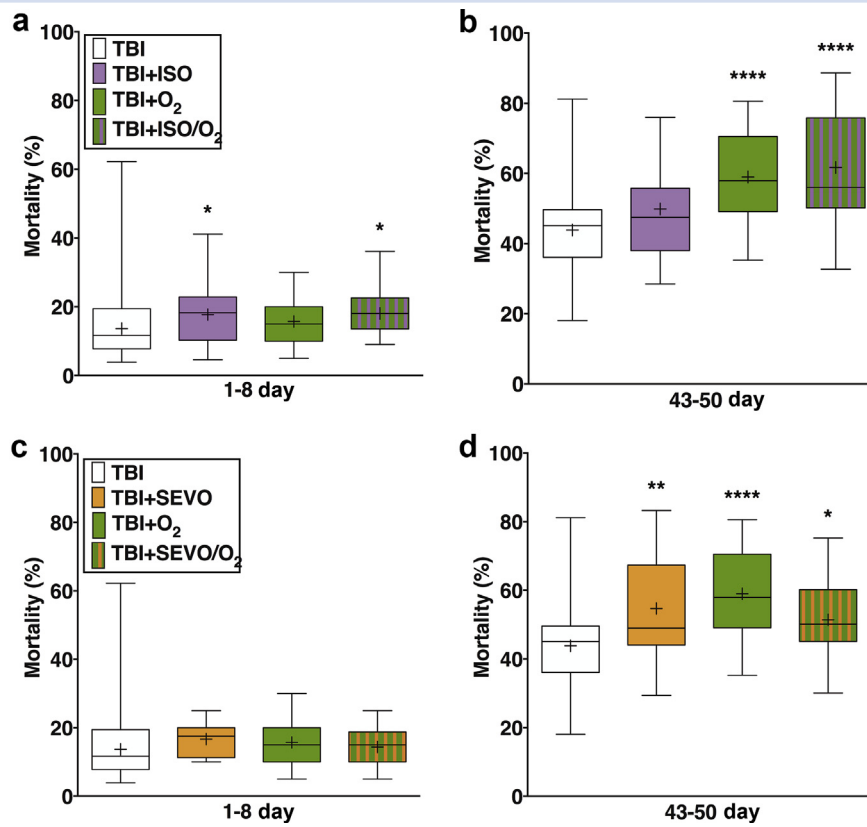 a
100
80
60
40
20
0
Mortality (%)
TBI
TBI+ISO
TBI+O₂
TBI+ISO/O₂
*
*
1-8 day
b
100
80
60
40
20
0
Mortality (%)
****
****
43-50 day
c
100
80
60
40
20
0
Mortality (%)
TBI
TBI+SEVO
TBI+O₂
TBI+SEVO/O₂
1-8 day
d
100
80
60
40
20
0
Mortality (%)
**
****
*
43-50 day